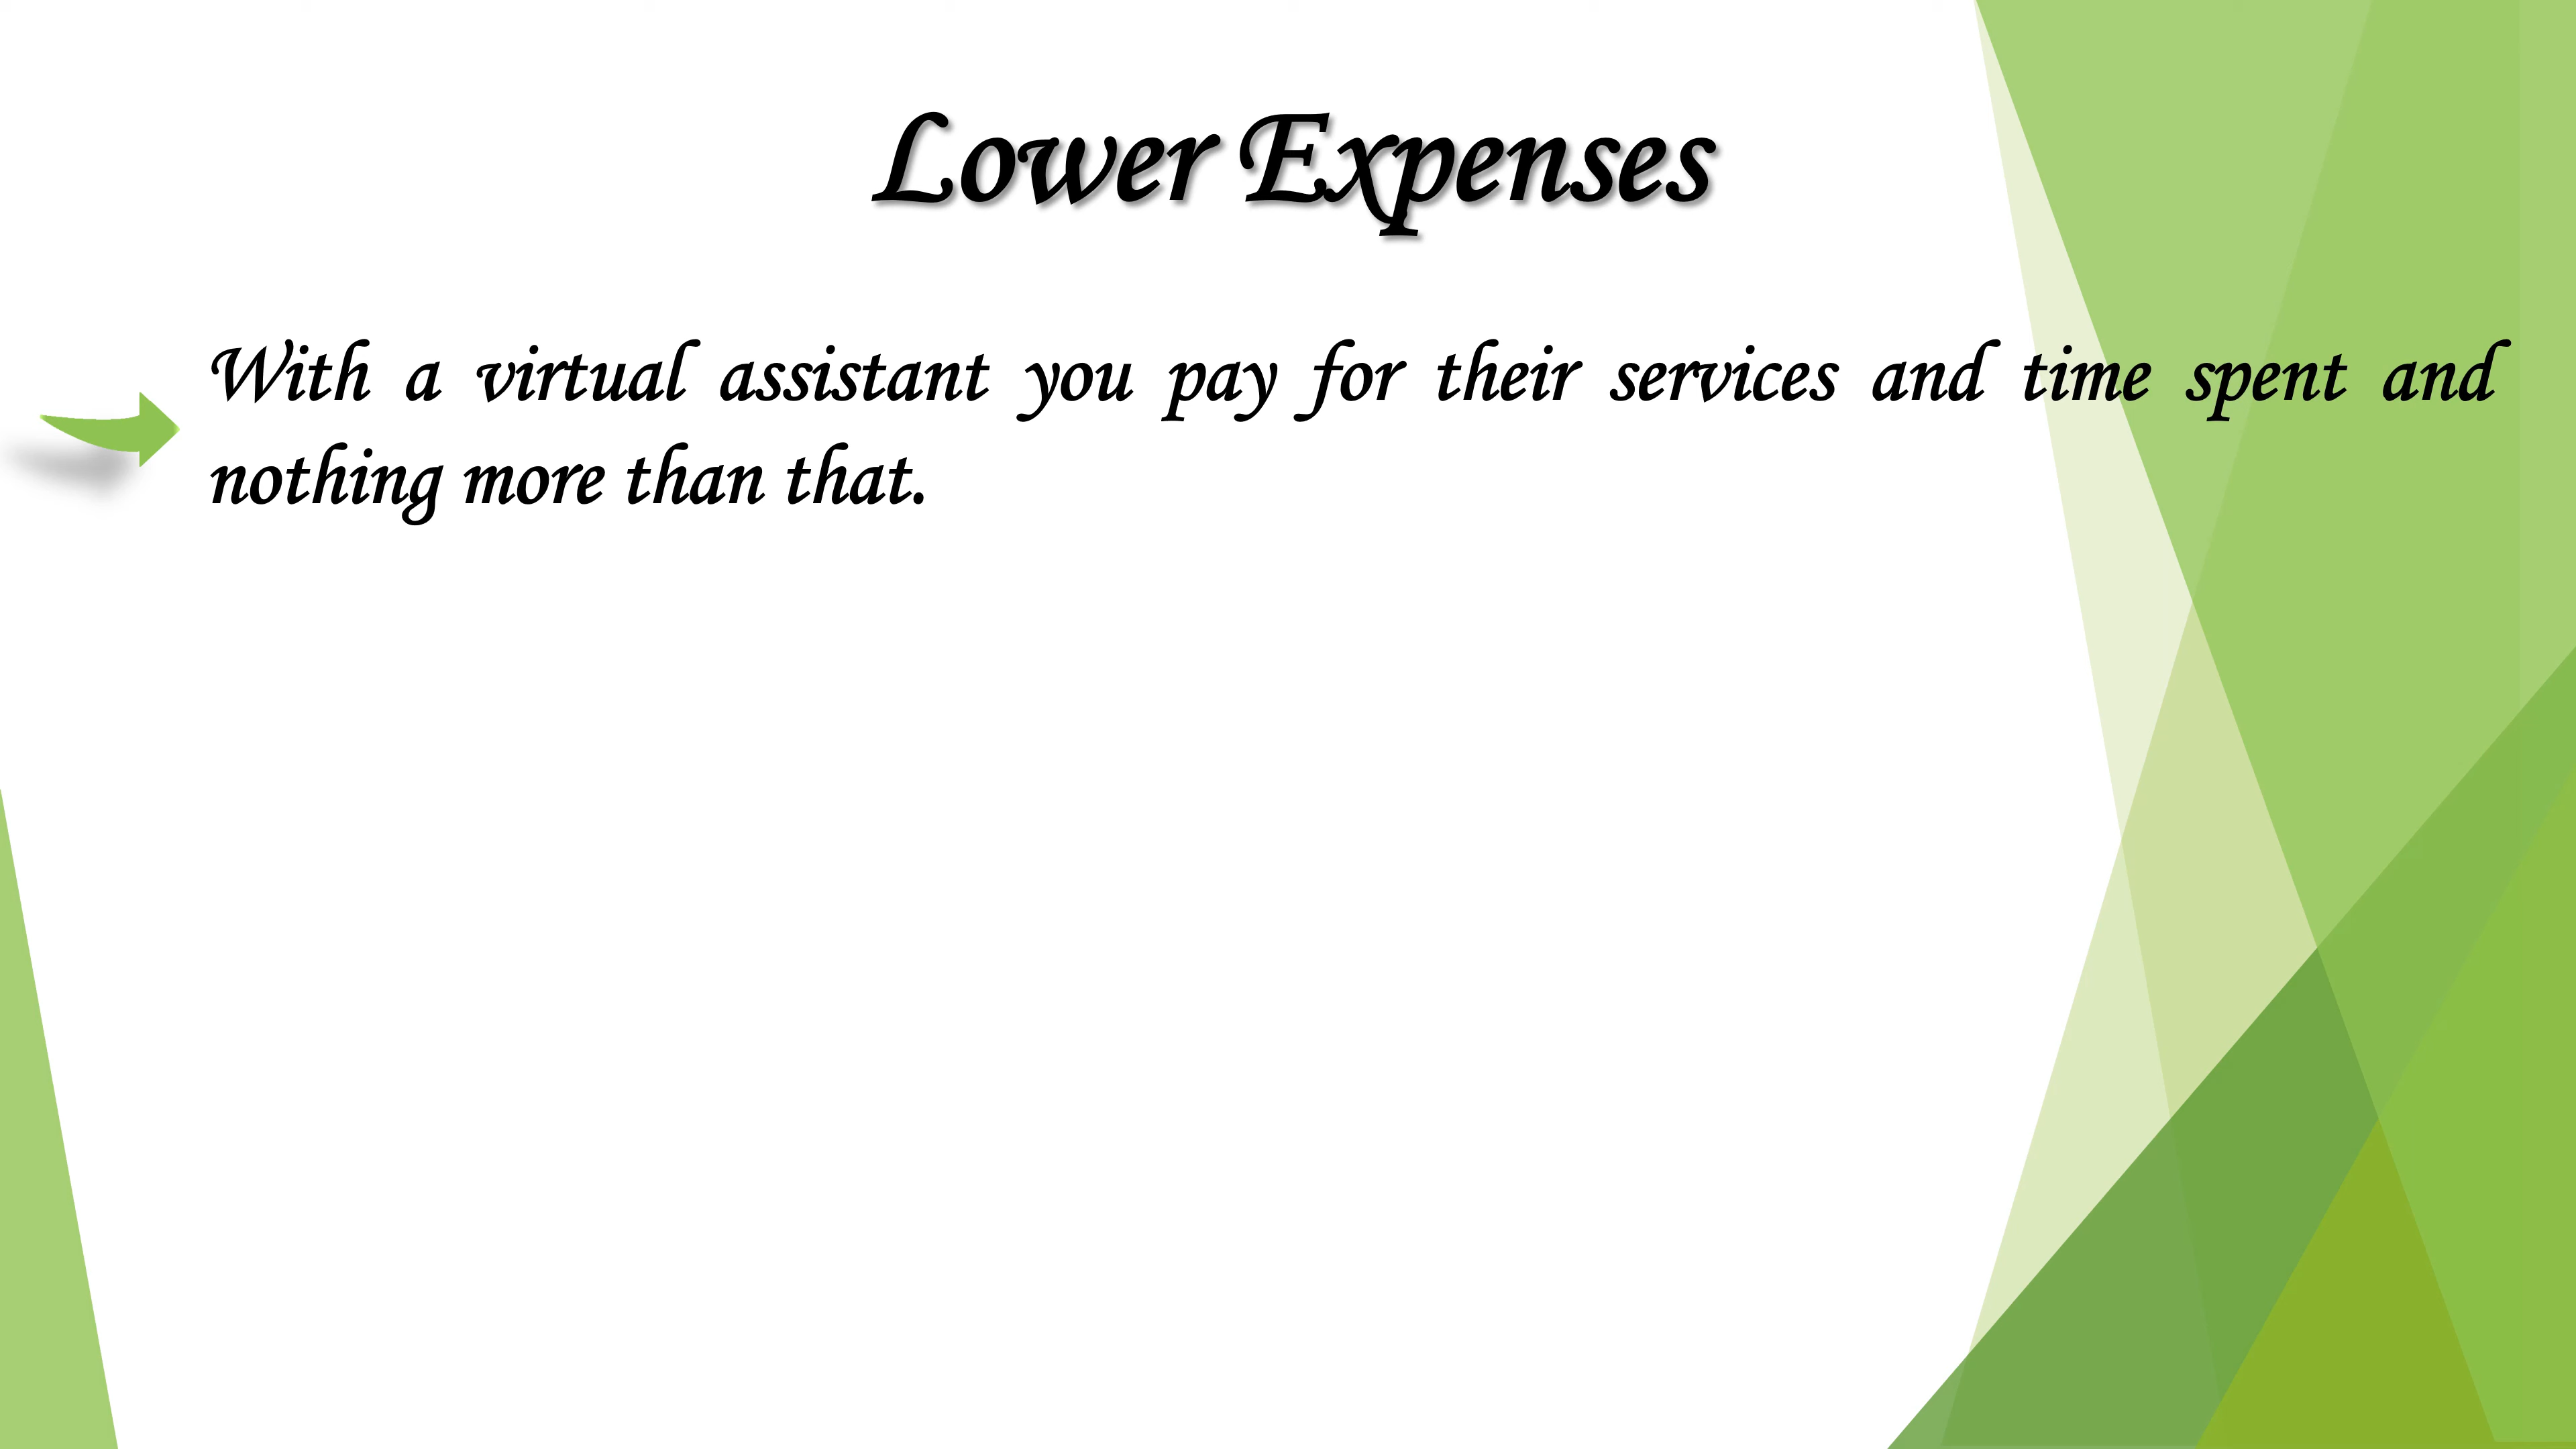 Lower Expenses
With a virtual assistant you pay for their services and time spent and
nothing more than that.